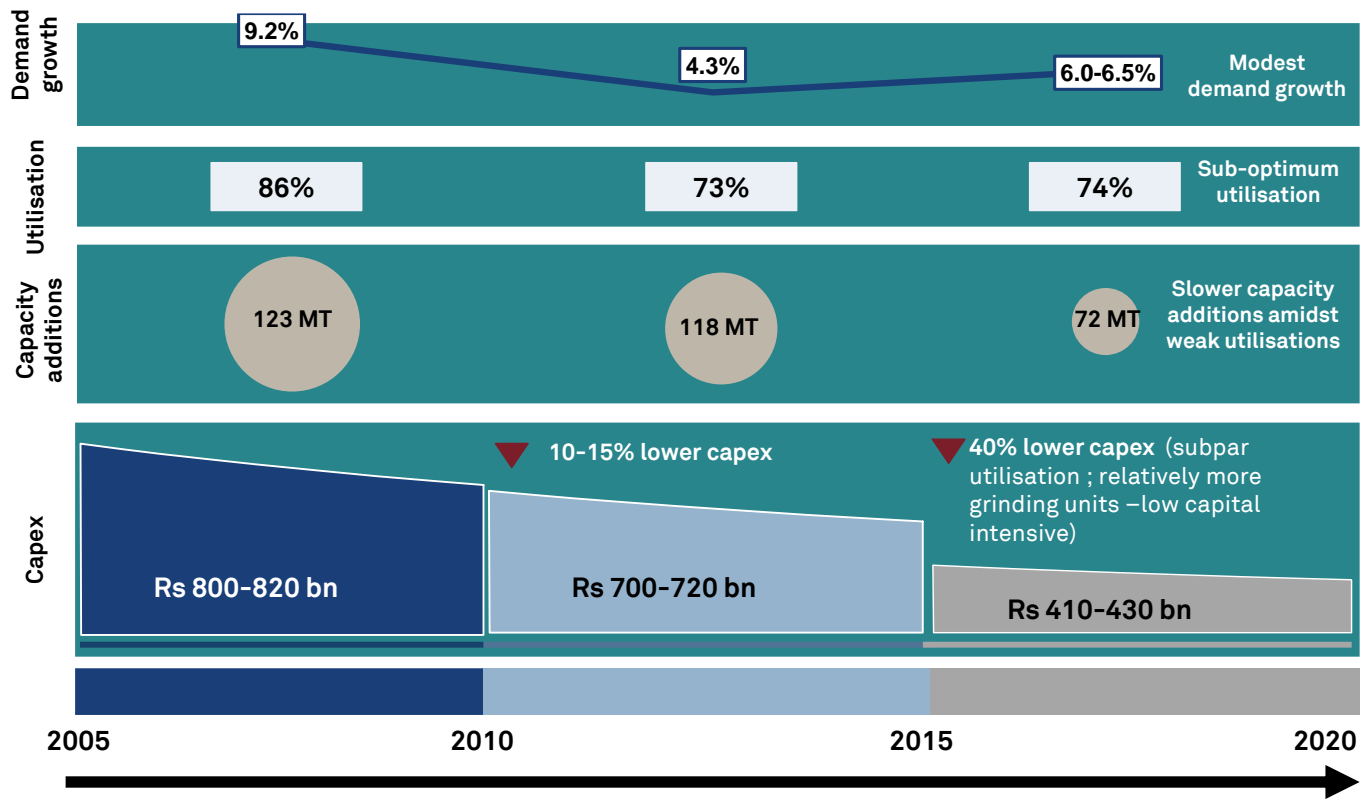 Demand
growth
9.2%
4.3%
6.0-6.5%
Modest
demand growth
Utilisation
86%
73%
74%
Sub-optimum
utilisation
Capacity
additions
123 MT
118 MT
72 MT
Slower capacity
additions amidst
weak utilisations
Capex
10-15% lower capex
40% lower capex (subpar
utilisation ; relatively more
grinding units –low capital
intensive)
Rs 800-820 bn
Rs 700-720 bn
Rs 410-430 bn
2005
2010
2015
2020